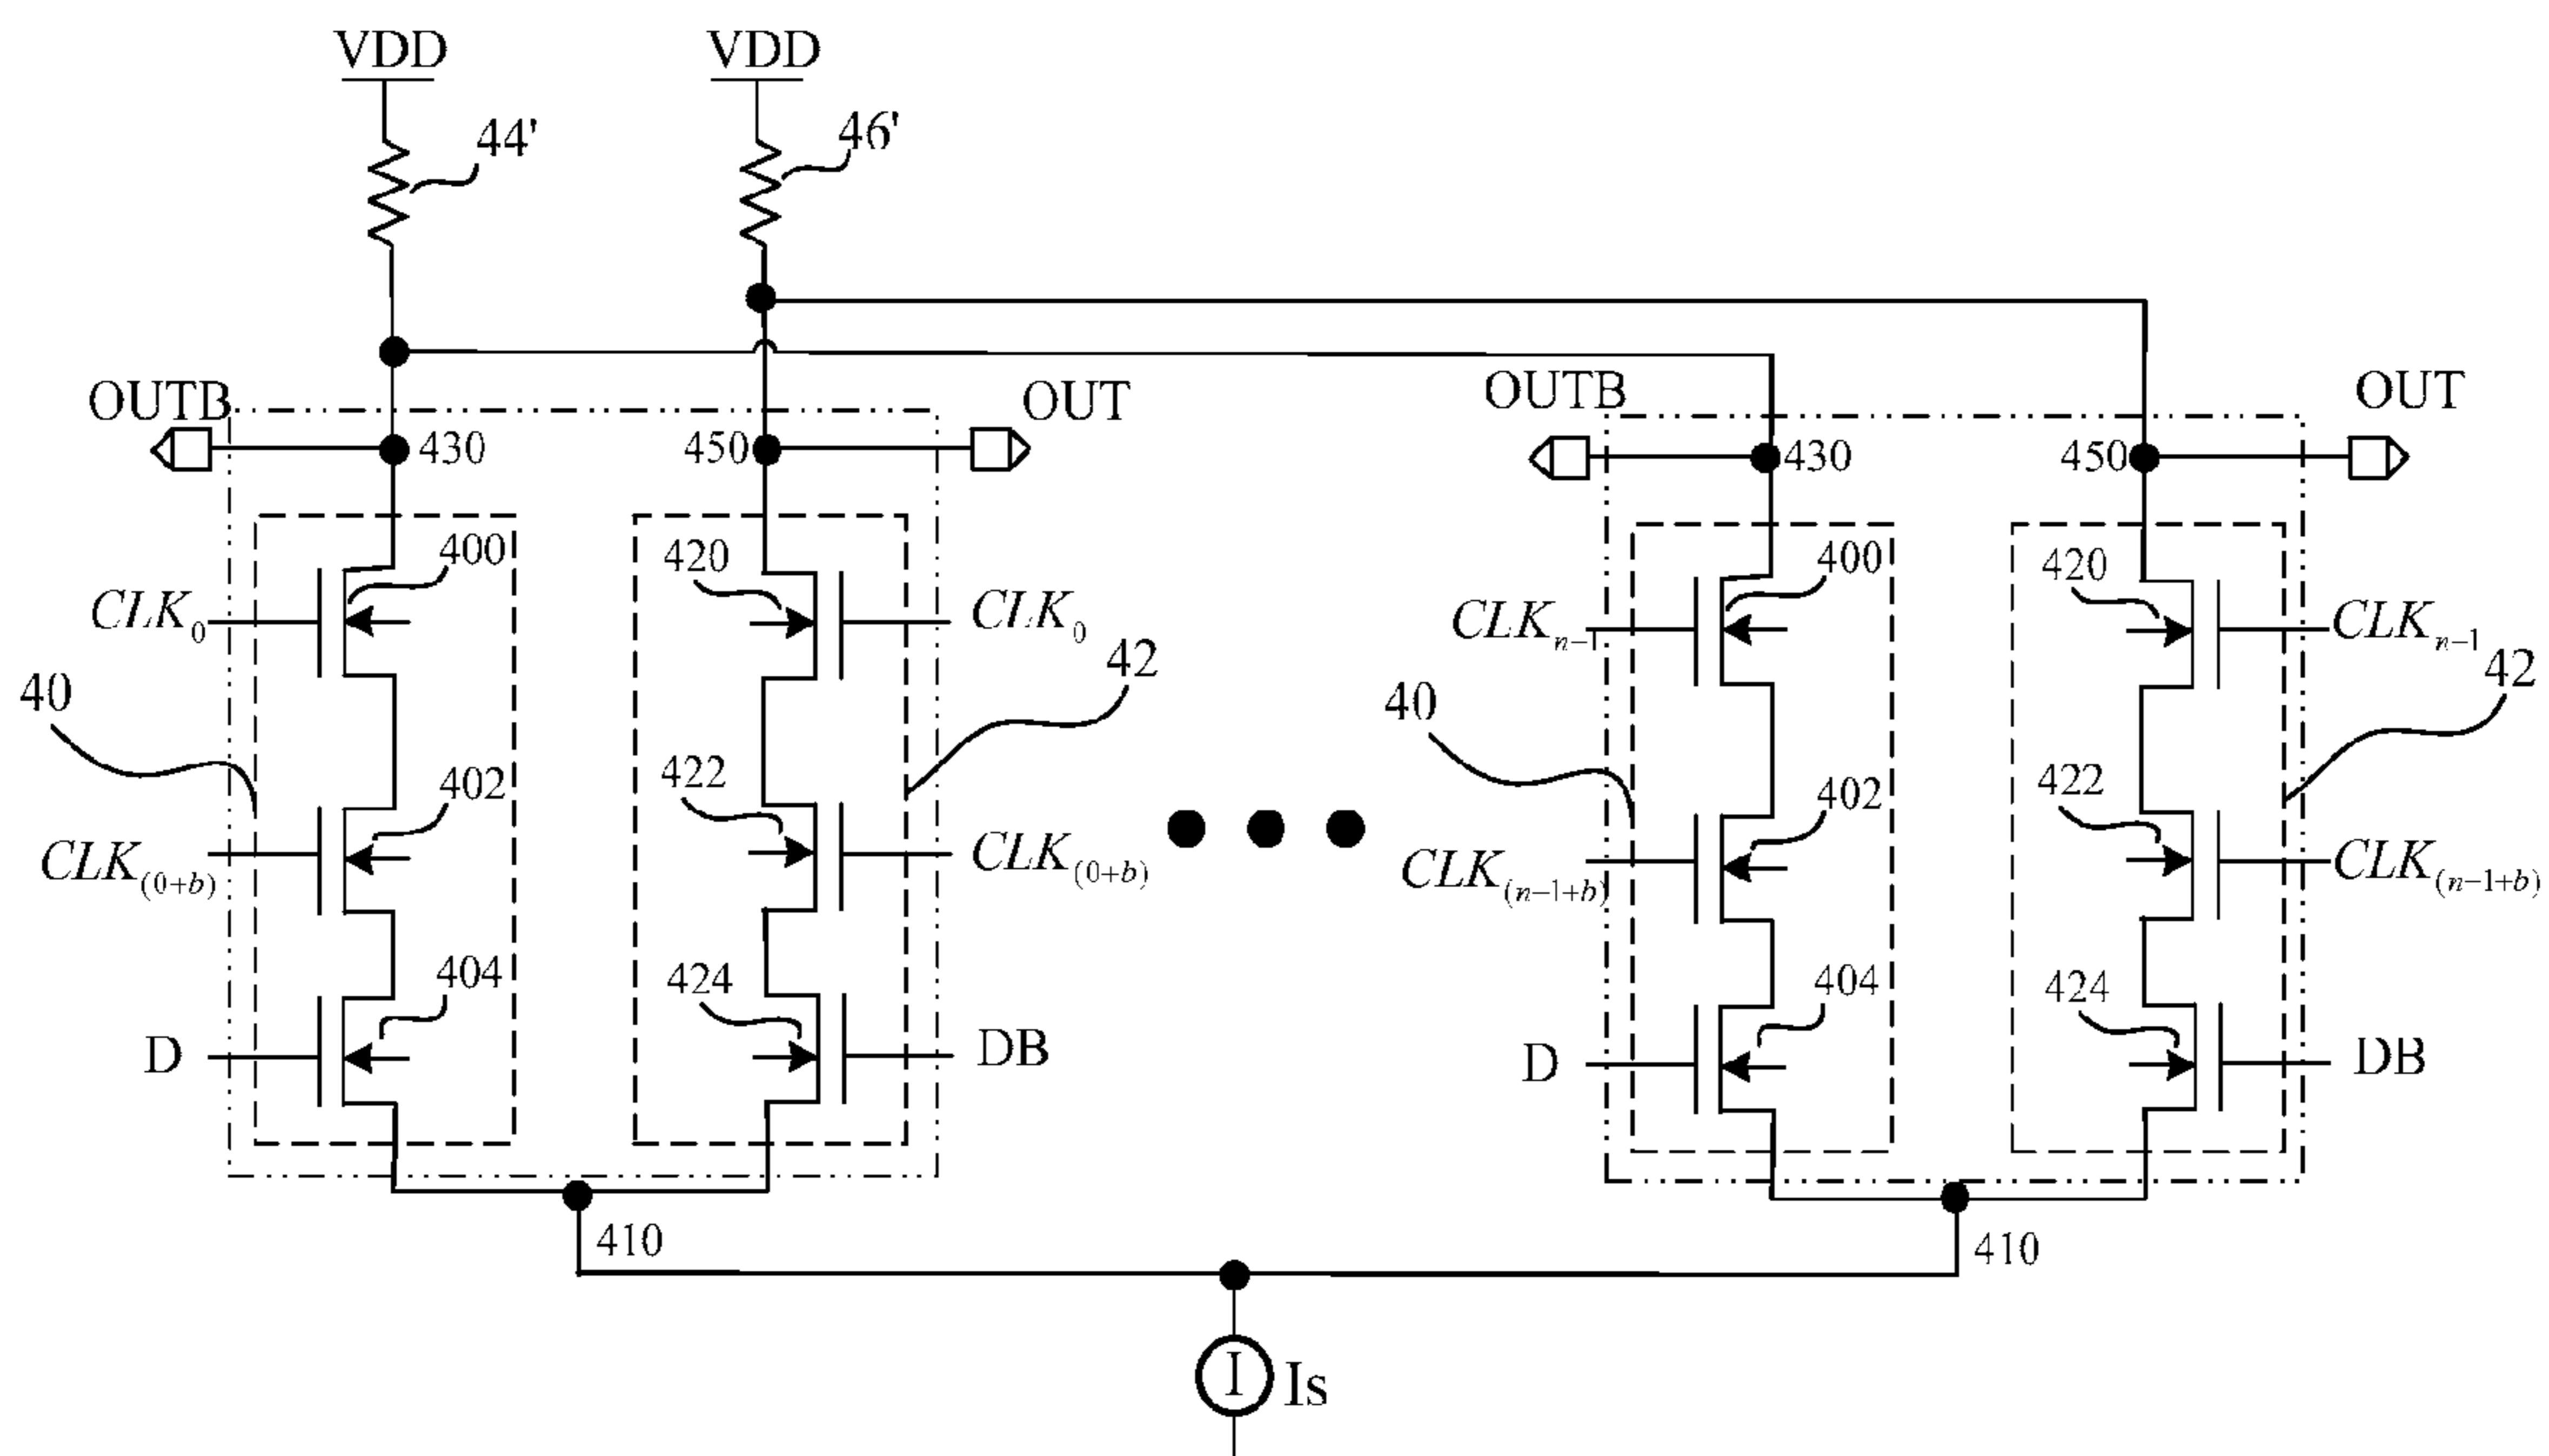 VDD VDD
44' 46'
OUTB 430 450 OUT OUTB 430 450 OUT
400 420 400 420
CLK0 CLK0 CLKn−1 CLKn−1
40 42 40 42
402 422 402 422
CLK(0+b) CLK(0+b) CLK(n−1+b) CLK(n−1+b)
404 424 404 424
D DB D DB
410 410
I Is